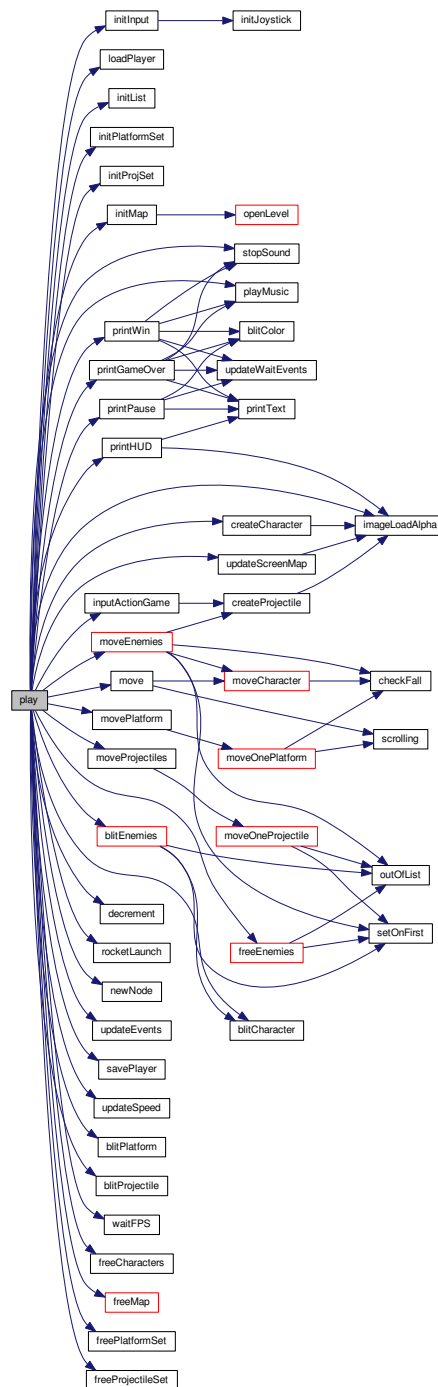 initInput
initJoystick
loadPlayer
initList
initPlatformSet
initProjSet
initMap
openLevel
stopSound
playMusic
printWin
blitColor
printGameOver
updateWaitEvents
printPause
printText
printHUD
createCharacter
imageLoadAlpha
updateScreenMap
inputActionGame
createProjectile
moveEnemies
play
move
moveCharacter
checkFall
movePlatform
scrolling
moveProjectiles
moveOnePlatform
blitEnemies
moveOneProjectile
outOfList
decrement
setOnFirst
rocketLaunch
freeEnemies
newNode
updateEvents
blitCharacter
savePlayer
updateSpeed
blitPlatform
blitProjectile
waitFPS
freeCharacters
freeMap
freePlatformSet
freeProjectileSet